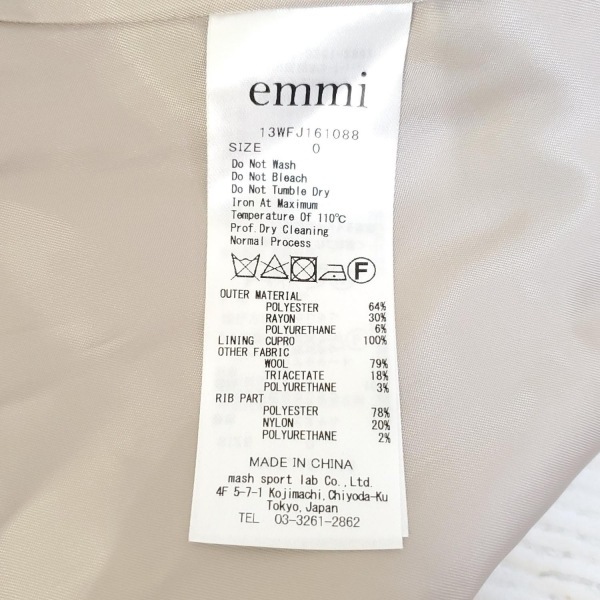 emmi
13WFJ161088
SIZE 0
Do Not Wash
Do Not Bleach
Do Not Tumble Dry
Iron At Maximum
Temperature Of 110℃
Prof. Dry Cleaning
Normal Process
F
OUTER MATERIAL
POLYESTER 64%
RAYON 30%
POLYURETHANE 6%
LINING CUPRO 100%
OTHER FABRIC
WOOL 79%
TRIACETATE 18%
POLYURETHANE 3%
RIB PART
POLYESTER 78%
NYLON 20%
POLYURETHANE 2%
MADE IN CHINA
mash sport lab Co., Ltd.
4F 5-7-1 Kojimachi, Chiyoda-Ku
Tokyo, Japan
TEL 03-3261-2862